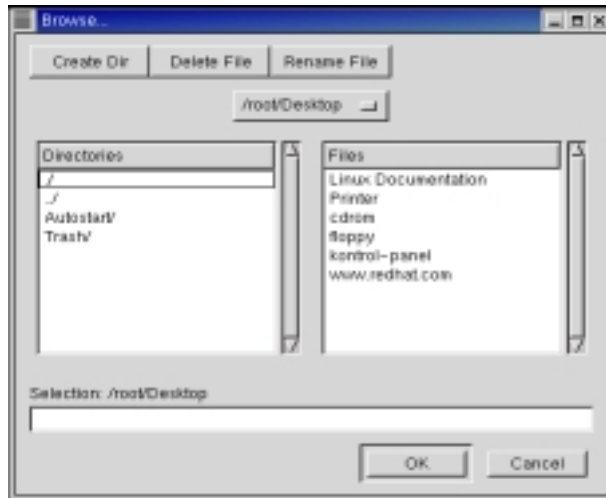 Browse...
Create Dir Delete File Rename File
/root/Desktop
Directories
./
../
Autostart/
Trash/
Files
Linux Documentation
Printer
cdrom
floppy
kontrol-panel
www.redhat.com
Selection: /root/Desktop
OK Cancel